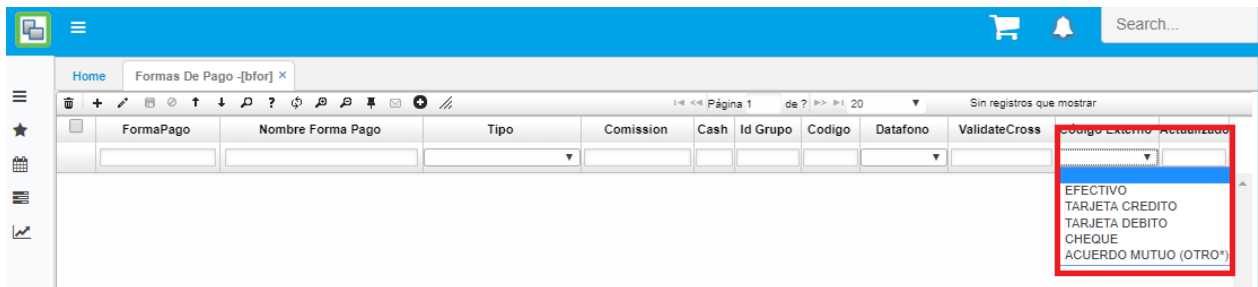 Search...
Home Formas De Pago -[bfor] ×
Página 1 de ? 20 Sin registros que mostrar
FormaPago Nombre Forma Pago Tipo Comission Cash Id Grupo Codigo Datafono ValidateCross Código Externo Actualizado
EFECTIVO
TARJETA CREDITO
TARJETA DEBITO
CHEQUE
ACUERDO MUTUO (OTRO*)